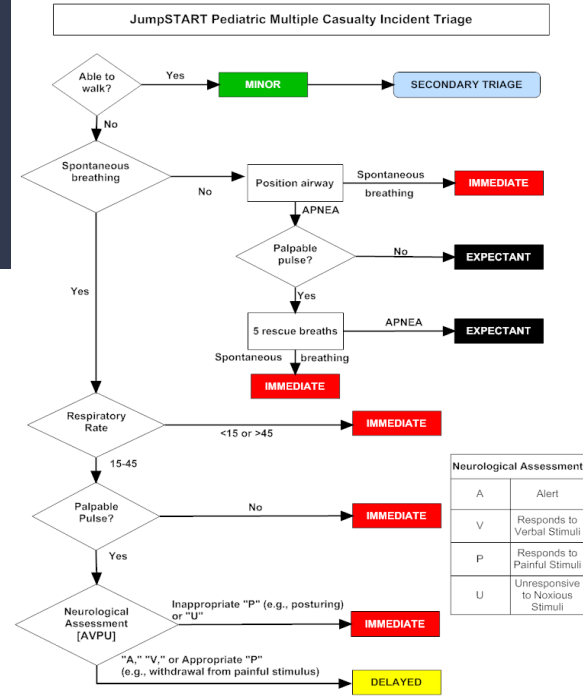 JumpSTART Pediatric Multiple Casualty Incident Triage
Able to
walk?
Yes
MINOR
SECONDARY TRIAGE
No
Spontaneous
breathing
No
Position airway
Spontaneous
breathing
IMMEDIATE
APNEA
Palpable
pulse?
No
EXPECTANT
Yes
Yes
5 rescue breaths
APNEA
EXPECTANT
Spontaneous breathing
IMMEDIATE
Respiratory
Rate
<15 or >45
IMMEDIATE
15-45
Palpable
Pulse?
No
IMMEDIATE
Yes
Neurological
Assessment
[AVPU]
Inappropriate "P" (e.g., posturing)
or "U"
IMMEDIATE
"A," "V," or Appropriate "P"
(e.g., withdrawal from painful stimulus)
DELAYED
Neurological Assessment
A Alert
V Responds to
Verbal Stimuli
P Responds to
Painful Stimuli
U Unresponsive
to Noxious
Stimuli